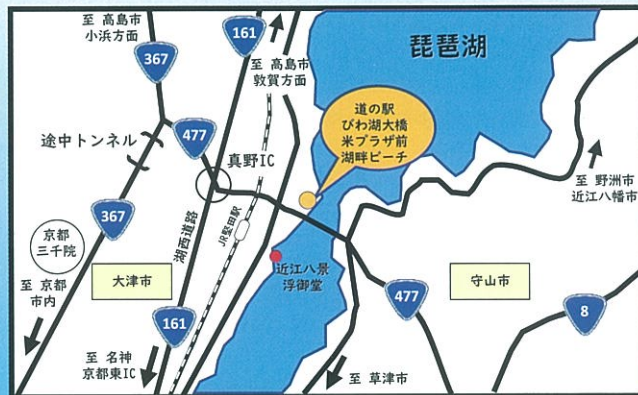 至 高島市
小浜方面
161
至 高島市
敦賀方面
琵琶湖
367
477
途中トンネル
真野IC
道の駅
びわ湖大橋
米プラザ前
湖畔ビーチ
至 野洲市
近江八幡市
367
京都
三千院
湖西道路
JR堅田駅
大津市
近江八景
浮御堂
守山市
至 京都
市内
477
8
161
至 名神
京都東IC
至 草津市